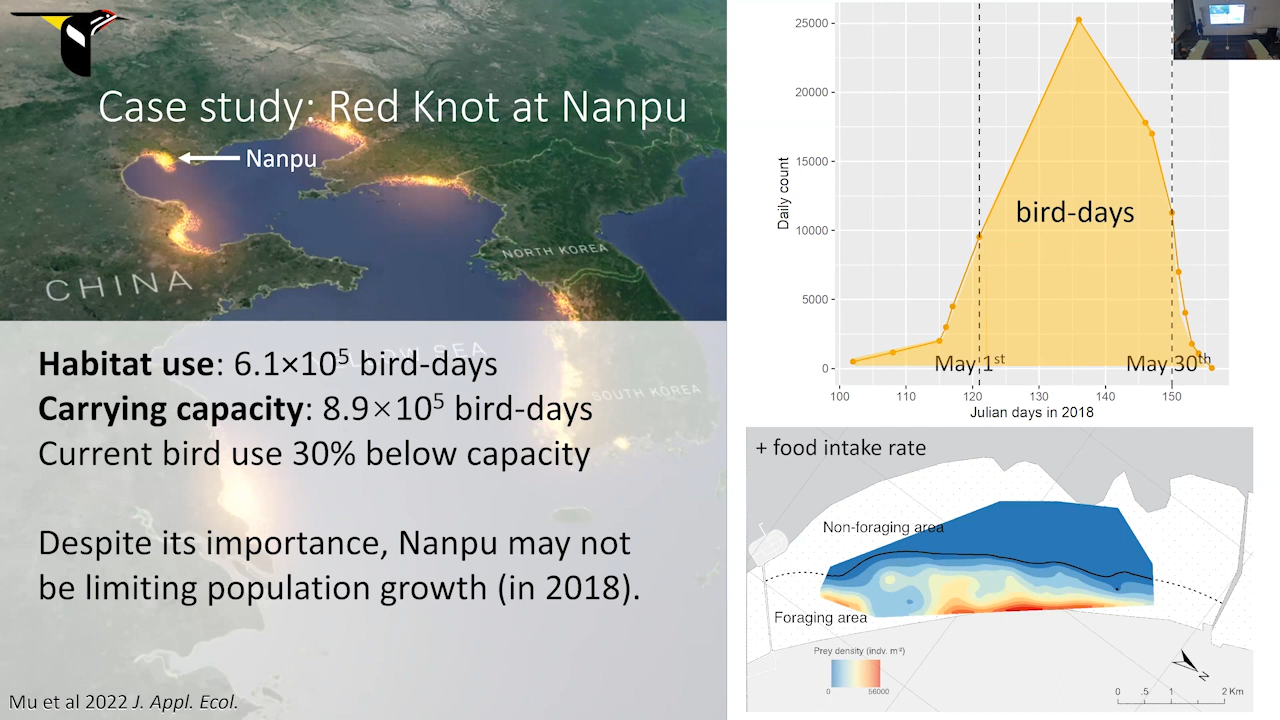 Case study: Red Knot at Nanpu
Nanpu
NORTH KOREA
CHINA
YELLOW SEA
SOUTH KOREA
Habitat use: 6.1×10⁵ bird-days
Carrying capacity: 8.9×10⁵ bird-days
Current bird use 30% below capacity
Despite its importance, Nanpu may not
be limiting population growth (in 2018).
Mu et al 2022 J. Appl. Ecol.
25000
20000
15000
10000
5000
0
Daily count
bird-days
May 1st
May 30th
100 110 120 130 140 150
Julian days in 2018
+ food intake rate
Non-foraging area
Foraging area
Prey density (indv. m⁻²)
0 56000
N
0 .5 1 2 Km